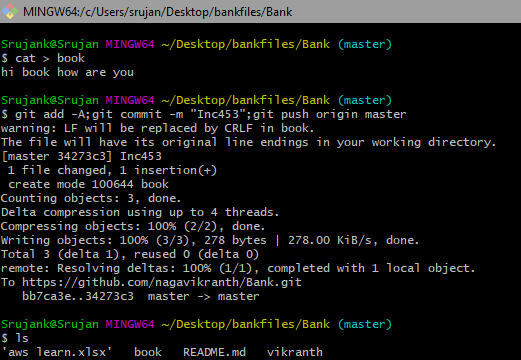 MINGW64:/c/Users/srujan/Desktop/bankfiles/Bank
Srujank@Srujan MINGW64 ~/Desktop/bankfiles/Bank (master)
$ cat > book
hi book how are you
Srujank@Srujan MINGW64 ~/Desktop/bankfiles/Bank (master)
$ git add -A;git commit -m "Inc453";git push origin master
warning: LF will be replaced by CRLF in book.
The file will have its original line endings in your working directory.
[master 34273c3] Inc453
 1 file changed, 1 insertion(+)
 create mode 100644 book
Counting objects: 3, done.
Delta compression using up to 4 threads.
Compressing objects: 100% (2/2), done.
Writing objects: 100% (3/3), 278 bytes | 278.00 KiB/s, done.
Total 3 (delta 1), reused 0 (delta 0)
remote: Resolving deltas: 100% (1/1), completed with 1 local object.
To https://github.com/nagavikranth/Bank.git
   bb7ca3e..34273c3  master -> master
Srujank@Srujan MINGW64 ~/Desktop/bankfiles/Bank (master)
$ ls
'aws learn.xlsx'   book   README.md   vikranth